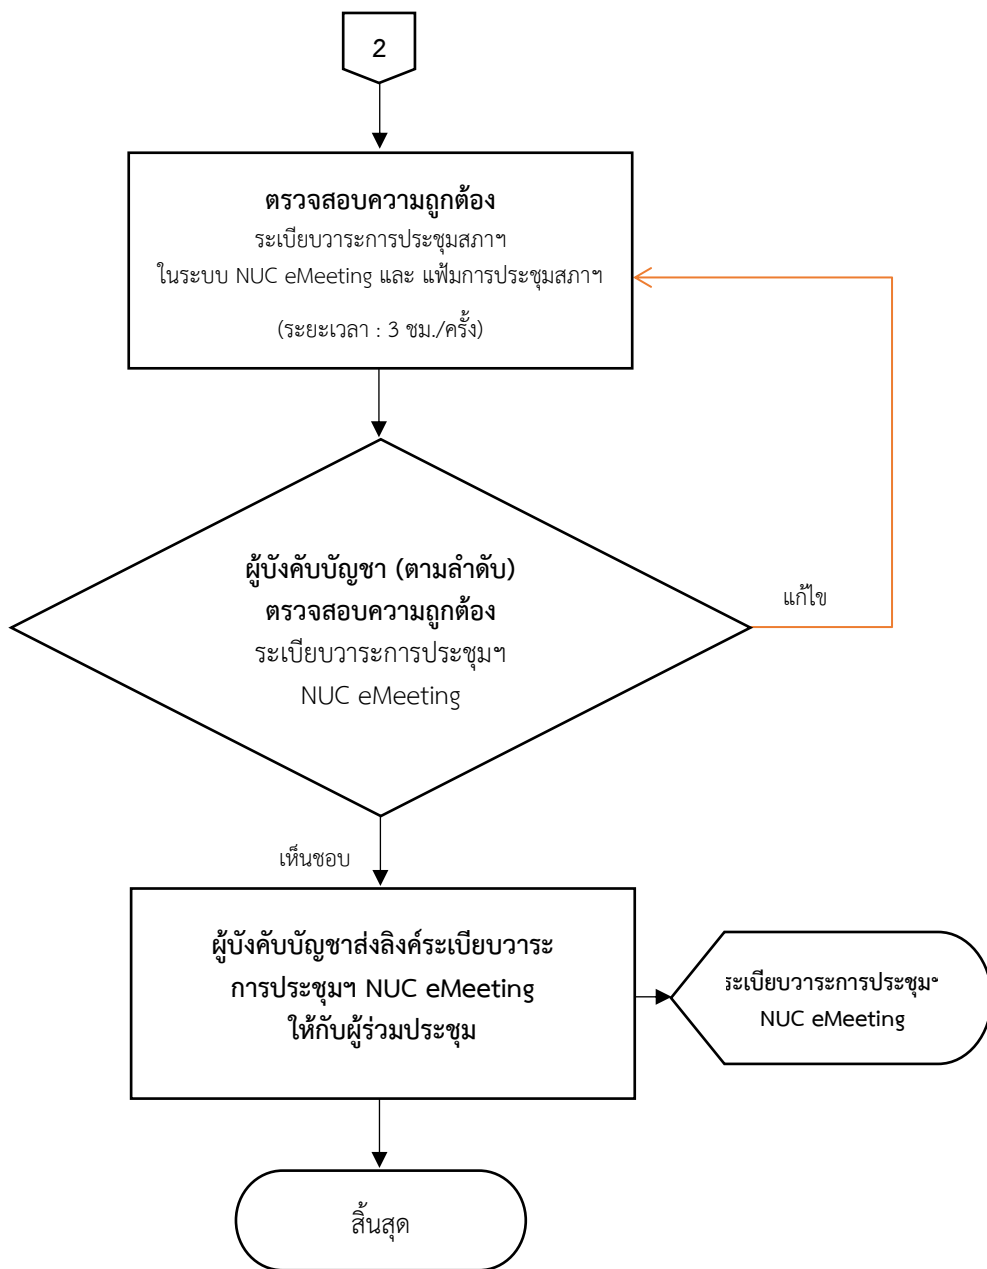 2
ตรวจสอบความถูกต้อง
ระเบียบวาระการประชุมสภาฯ
ในระบบ NUC eMeeting และ แฟ้มการประชุมสภาฯ
(ระยะเวลา : 3 ชม./ครั้ง)
ผู้บังคับบัญชา (ตามลำดับ)
ตรวจสอบความถูกต้อง
ระเบียบวาระการประชุมฯ
NUC eMeeting
แก้ไข
เห็นชอบ
ผู้บังคับบัญชาส่งลิงค์ระเบียบวาระ
การประชุมฯ NUC eMeeting
ให้กับผู้ร่วมประชุม
ระเบียบวาระการประชุมฯ
NUC eMeeting
สิ้นสุด